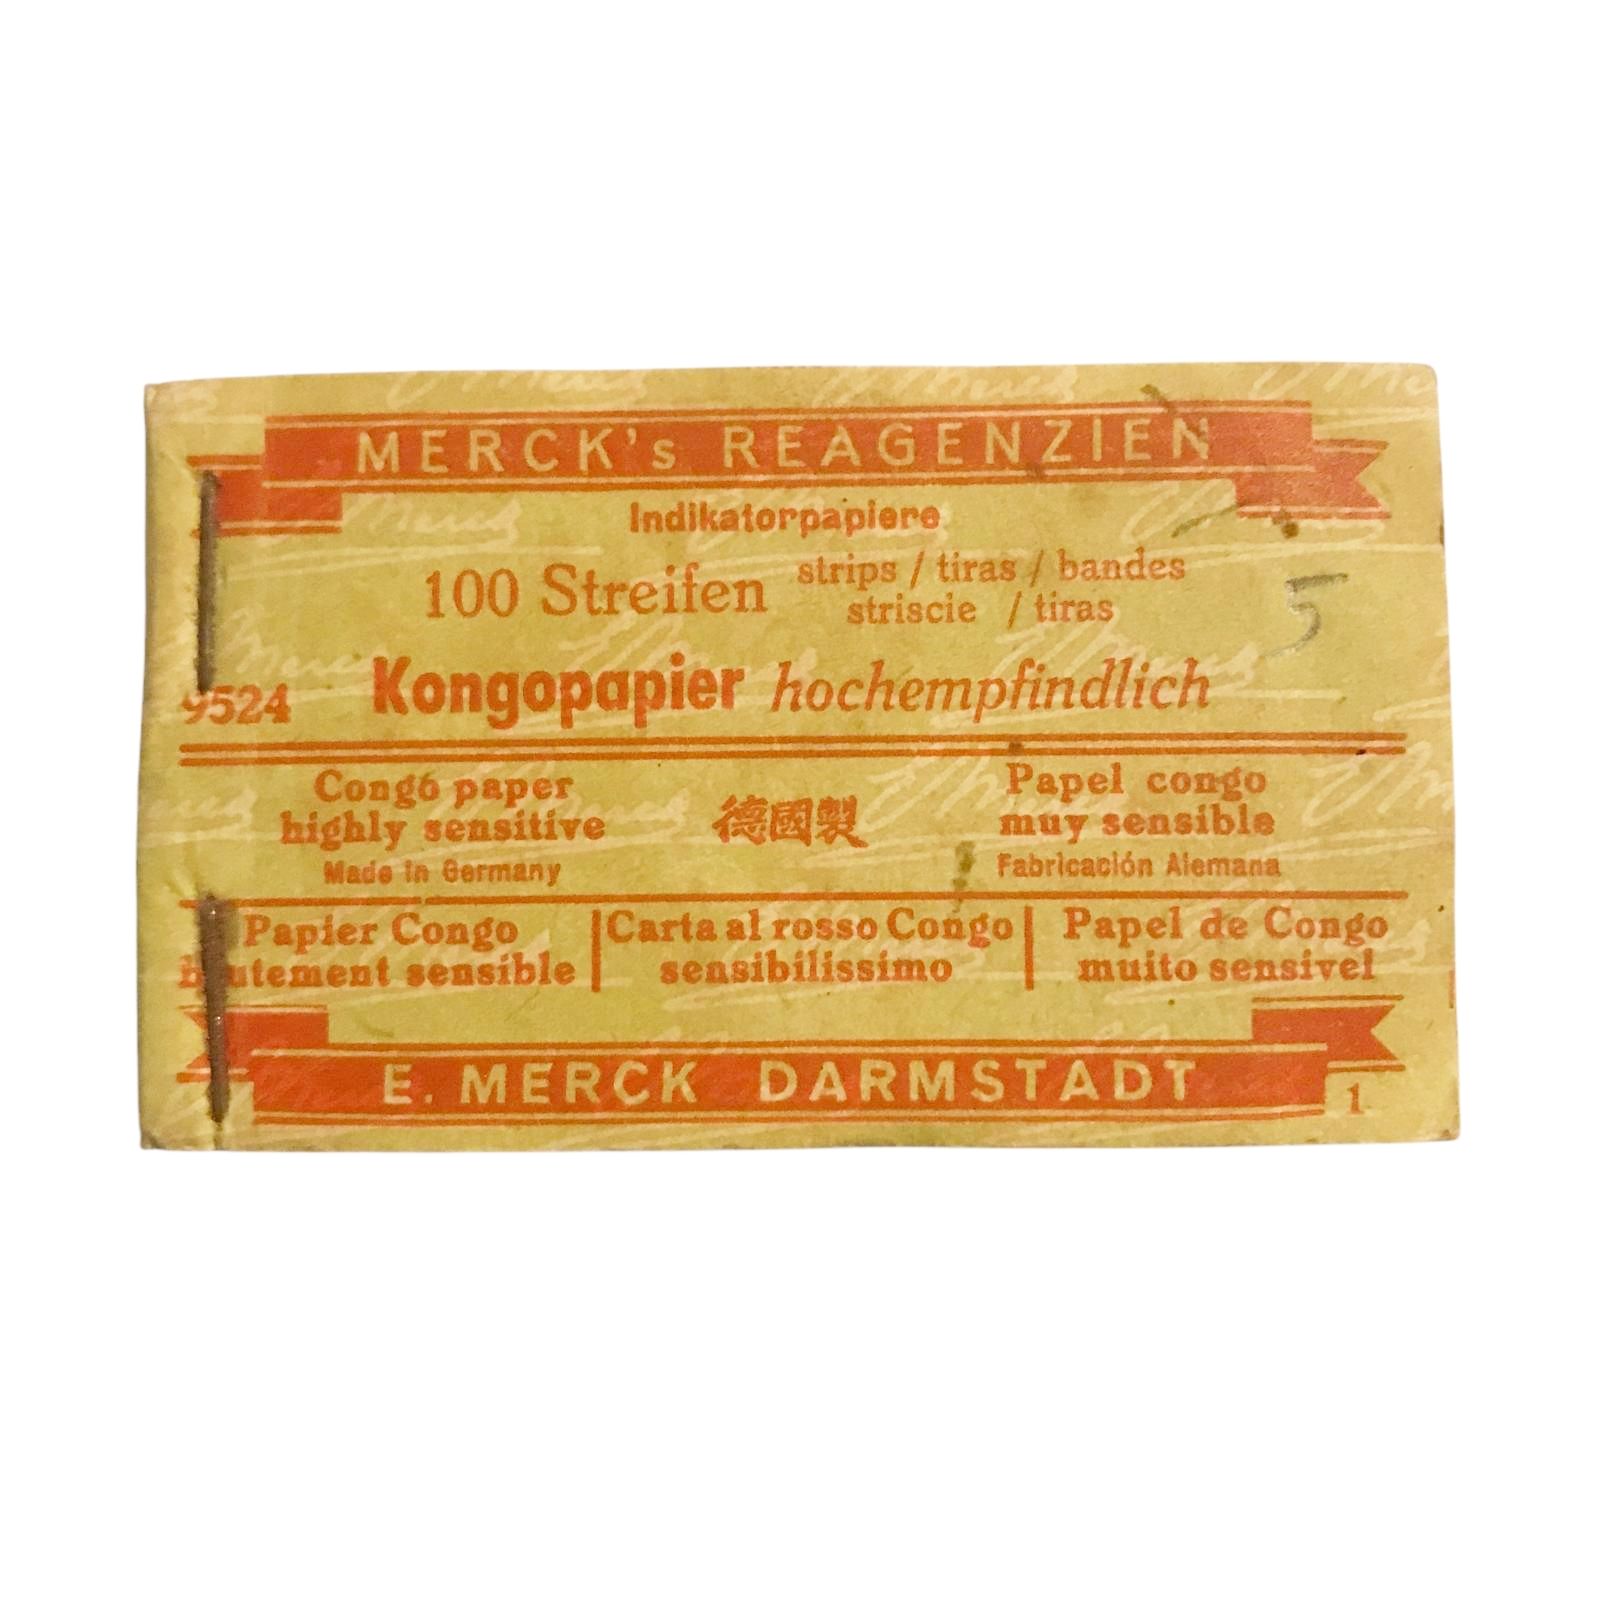 MERCK's REAGENZIEN
Indikatorpapiere
100 Streifen strips / tiras / bandes
striscie / tiras
5
9524 Kongopapier hochempfindlich
Congo paper
highly sensitive
Made in Germany
德國製
Papel congo
muy sensible
Fabricación Alemana
Papier Congo
hautement sensible
Carta al rosso Congo
sensibilissimo
Papel de Congo
muito sensivel
E. MERCK DARMSTADT
1